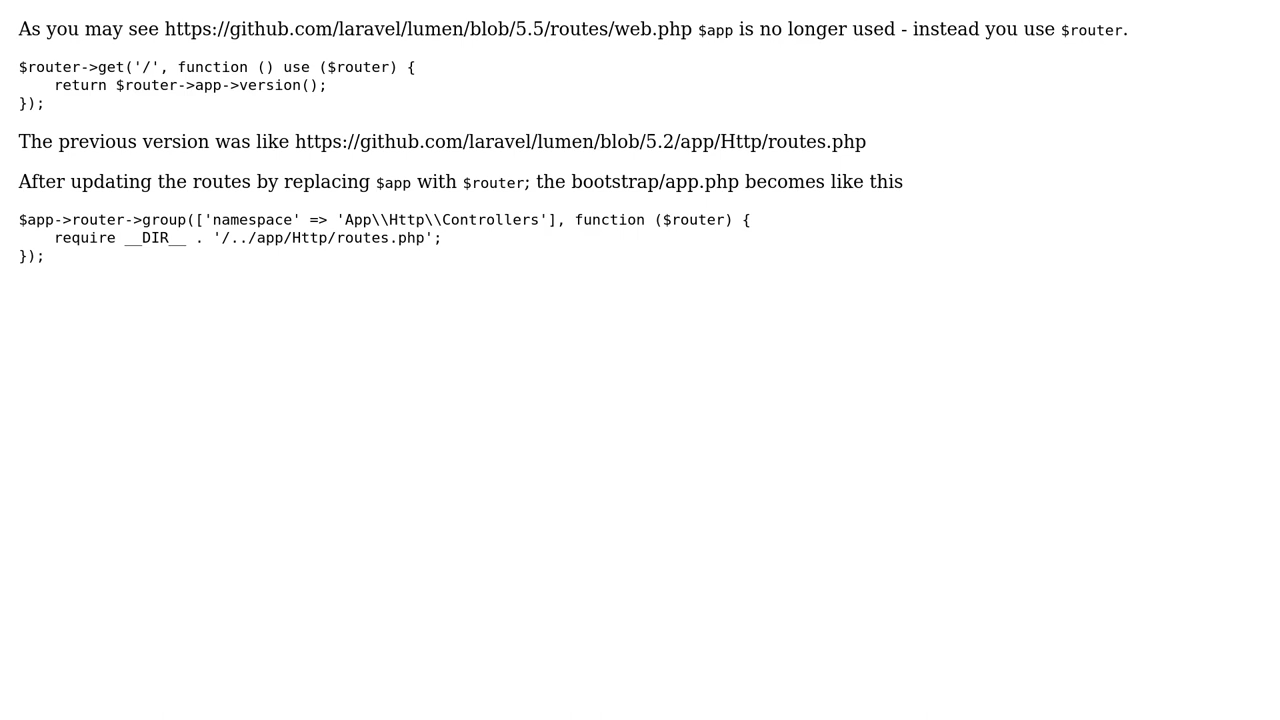 As you may see https://github.com/laravel/lumen/blob/5.5/routes/web.php $app is no longer used - instead you use $router.
$router->get('/', function () use ($router) {
    return $router->app->version();
});
The previous version was like https://github.com/laravel/lumen/blob/5.2/app/Http/routes.php
After updating the routes by replacing $app with $router; the bootstrap/app.php becomes like this
$app->router->group(['namespace' => 'App\\Http\\Controllers'], function ($router) {
    require __DIR__ . '/../app/Http/routes.php';
});